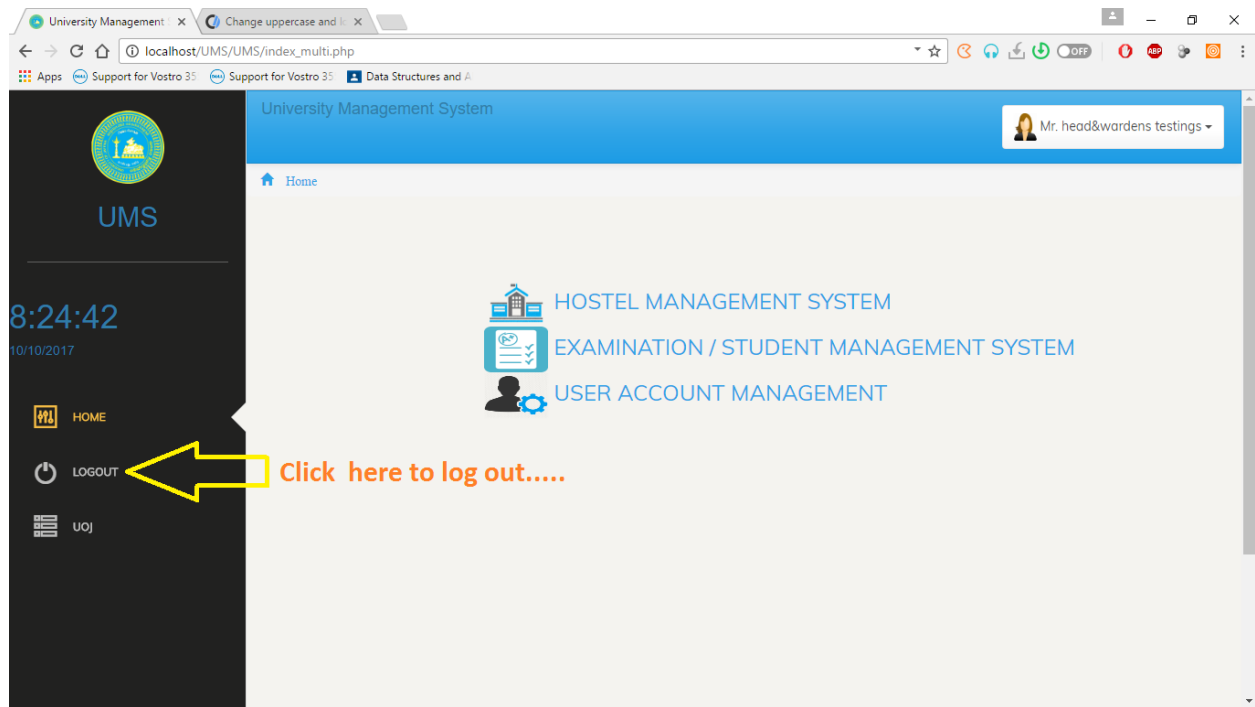 University Management S
Change uppercase and lo
localhost/UMS/UMS/index_multi.php
OFF
ABP
Apps
Support for Vostro 35
Support for Vostro 35
Data Structures and A
University Management System
Mr. head&wardens testings
Home
UMS
8:24:42
10/10/2017
HOSTEL MANAGEMENT SYSTEM
EXAMINATION / STUDENT MANAGEMENT SYSTEM
USER ACCOUNT MANAGEMENT
HOME
LOGOUT
Click here to log out.....
UOJ